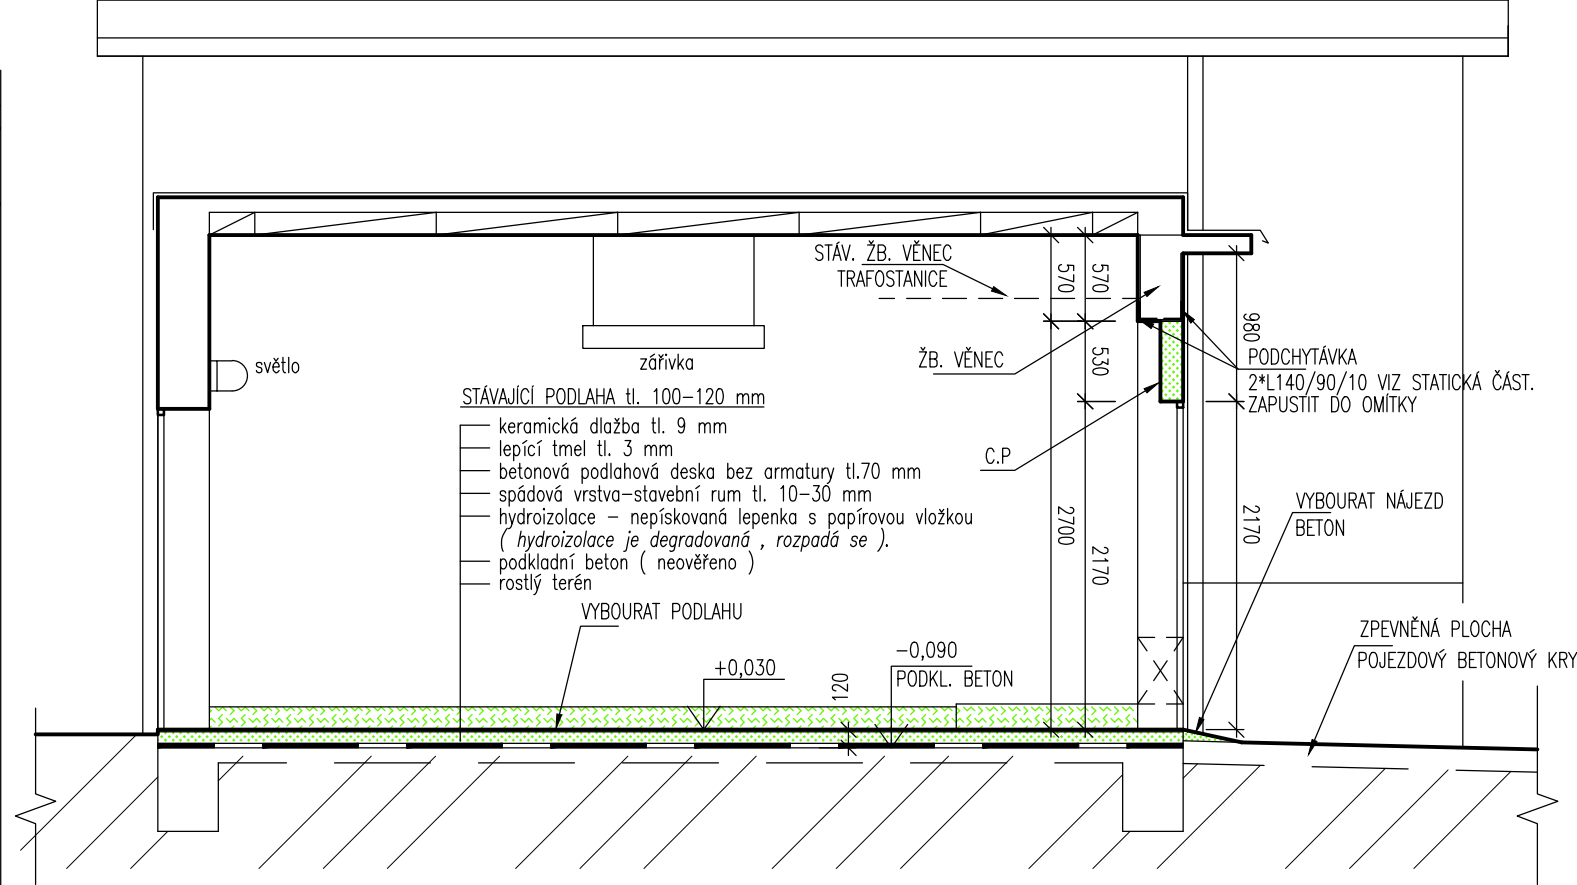 STÁV. ŽB. VĚNEC
TRAFOSTANICE
570
570
980
ŽB. VĚNEC
530
PODCHYTÁVKA
2*L140/90/10 VIZ STATICKÁ ČÁST.
ZAPUSTIT DO OMÍTKY
světlo
zářivka
STÁVAJÍCÍ PODLAHA tl. 100-120 mm
keramická dlažba tl. 9 mm
lepící tmel tl. 3 mm
betonová podlahová deska bez armatury tl.70 mm
spádová vrstva-stavební rum tl. 10-30 mm
hydroizolace - nepískovaná lepenka s papírovou vložkou
( hydroizolace je degradovaná , rozpadá se ).
podkladní beton ( neověřeno )
rostlý terén
C.P
2700
2170
2170
VYBOURAT NÁJEZD
BETON
VYBOURAT PODLAHU
+0,030
120
-0,090
PODKL. BETON
ZPEVNĚNÁ PLOCHA
POJEZDOVÝ BETONOVÝ KRY